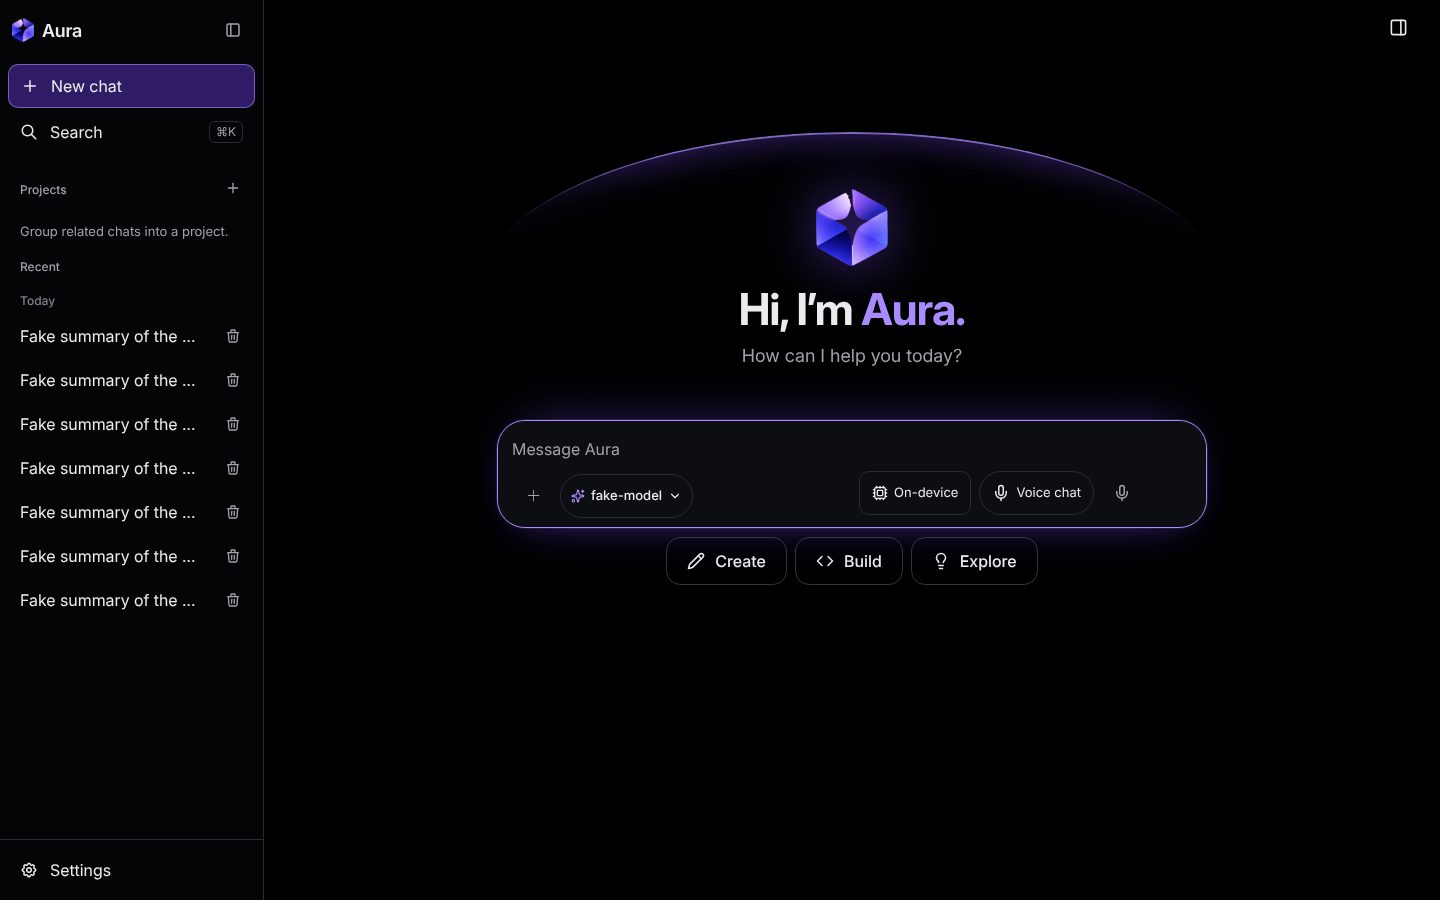 Aura
New chat
Search ⌘K
Projects
Group related chats into a project.
Recent
Today
Fake summary of the ...
Fake summary of the ...
Fake summary of the ...
Fake summary of the ...
Fake summary of the ...
Fake summary of the ...
Fake summary of the ...
Settings
Hi, I’m Aura.
How can I help you today?
Message Aura
fake-model On-device Voice chat
Create Build Explore